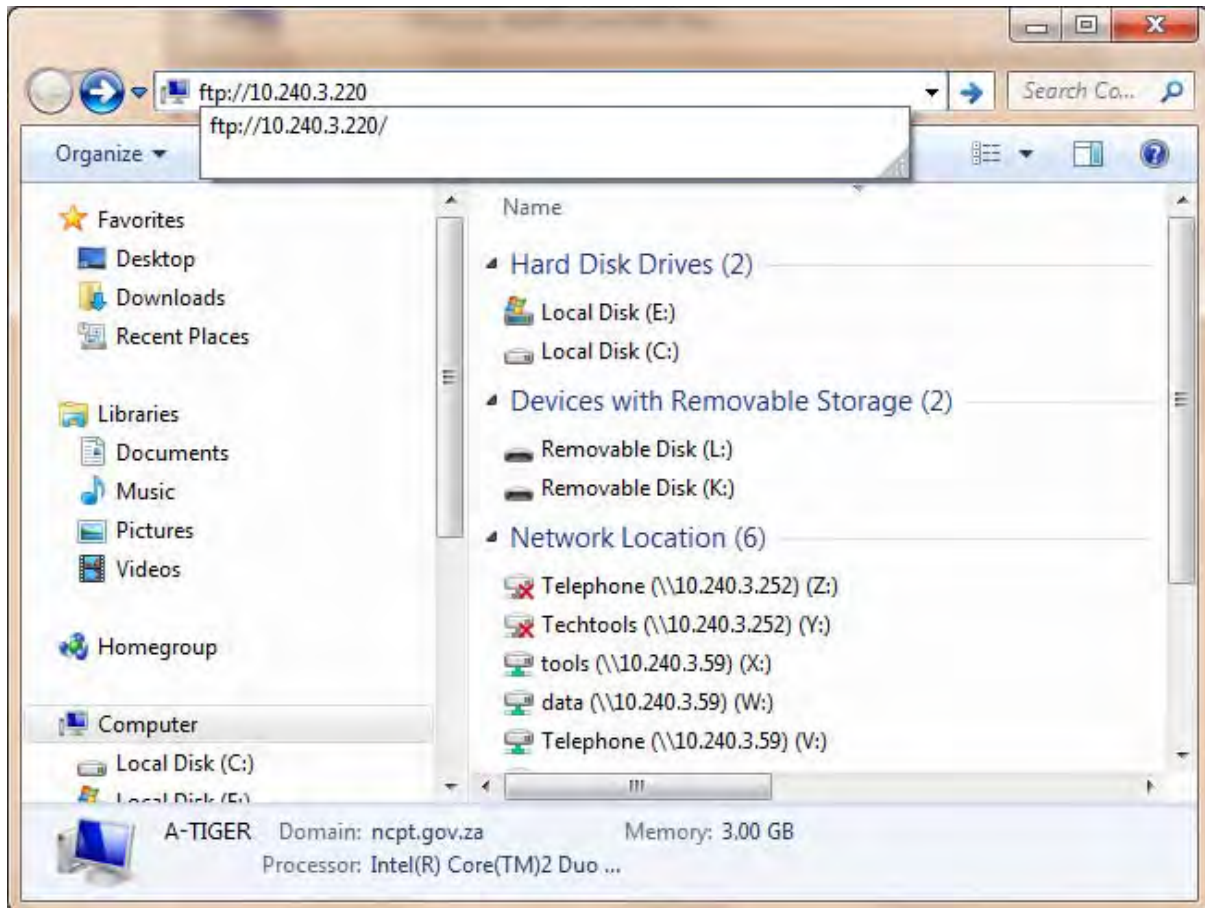 ftp://10.240.3.220
Search Co...
ftp://10.240.3.220/
Organize
Favorites
Desktop
Downloads
Recent Places
Libraries
Documents
Music
Pictures
Videos
Homegroup
Computer
Local Disk (C:)
Local Disk (E:)
Name
Hard Disk Drives (2)
Local Disk (E:)
Local Disk (C:)
Devices with Removable Storage (2)
Removable Disk (L:)
Removable Disk (K:)
Network Location (6)
Telephone (\\10.240.3.252) (Z:)
Techtools (\\10.240.3.252) (Y:)
tools (\\10.240.3.59) (X:)
data (\\10.240.3.59) (W:)
Telephone (\\10.240.3.59) (V:)
A-TIGER Domain: ncpt.gov.za Memory: 3.00 GB
Processor: Intel(R) Core(TM)2 Duo ...